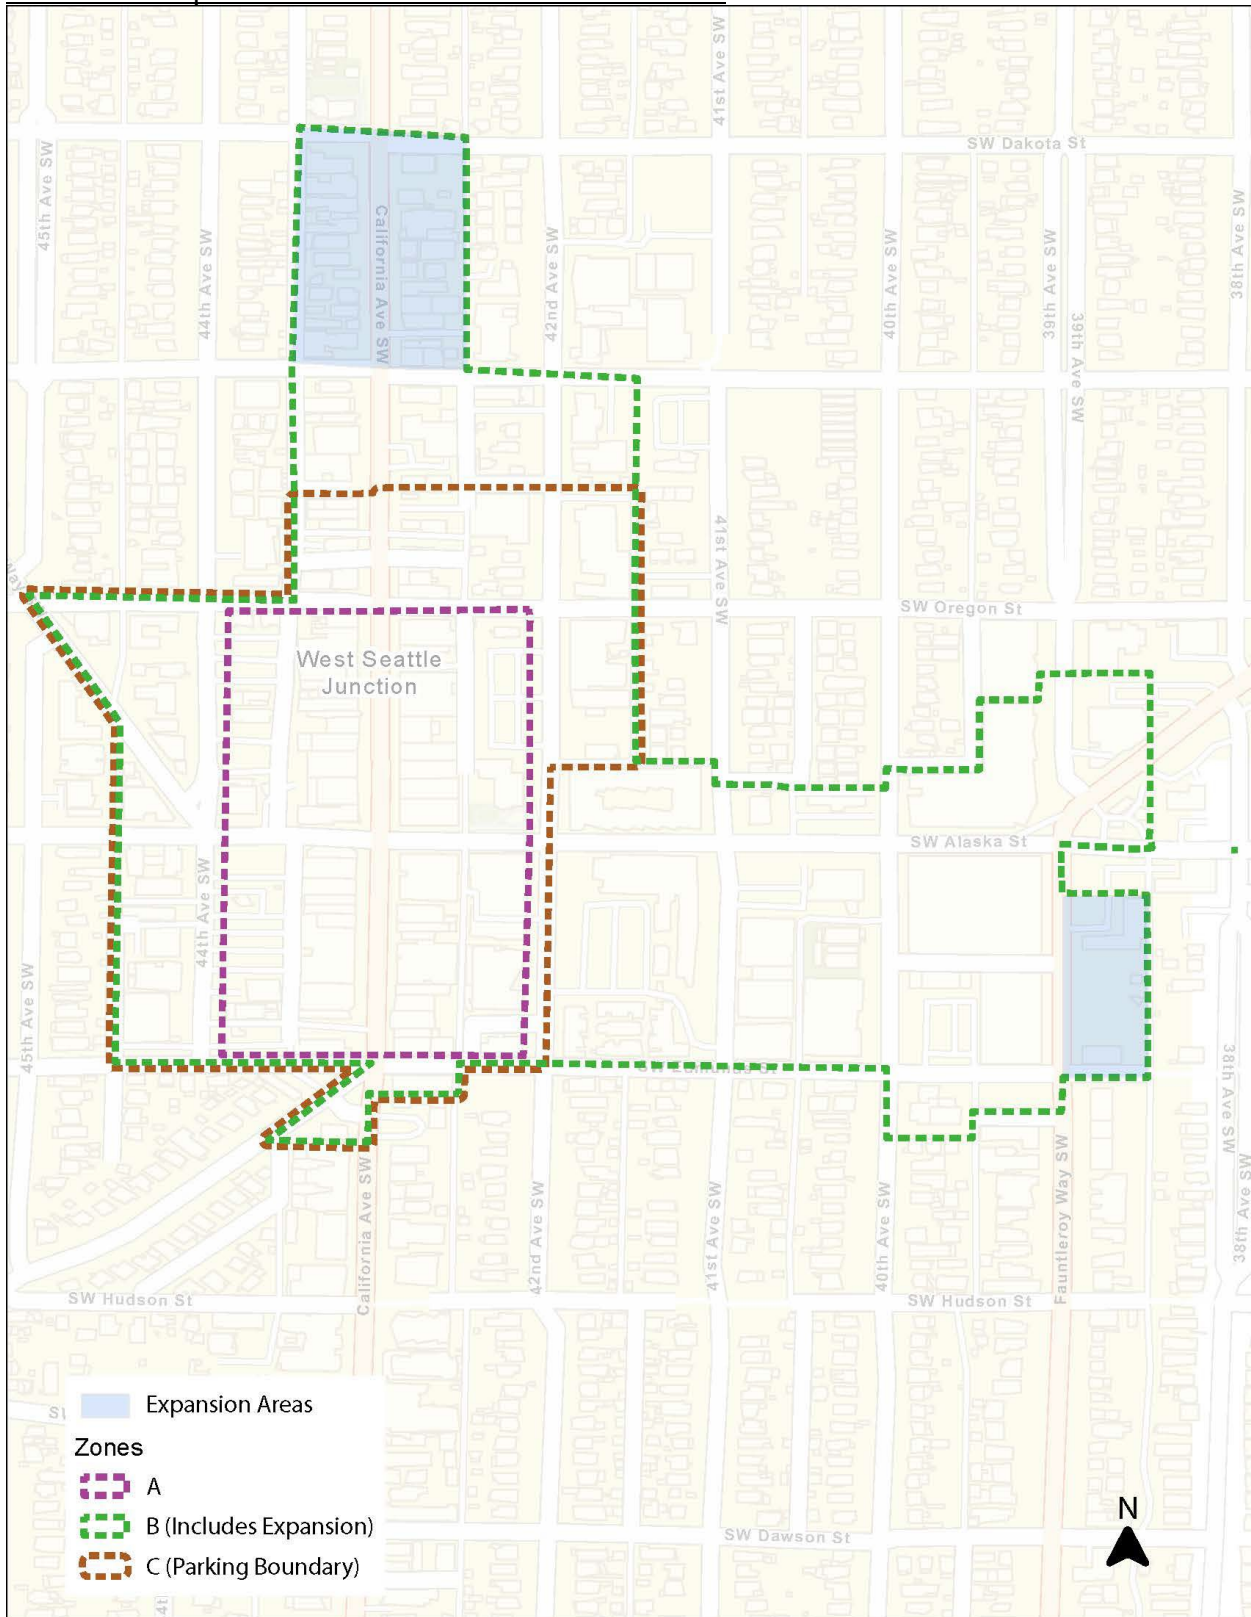 41st Ave SW
SW Dakota St
45th Ave SW
44th Ave SW
California Ave SW
42nd Ave SW
40th Ave SW
39th Ave SW
38th Ave SW
39th Ave SW
41st Ave SW
Way
SW Oregon St
West Seattle
Junction
SW Alaska St
44th Ave SW
45th Ave SW
SW Edmunds St
38th Ave SW
California Ave SW
42nd Ave SW
41st Ave SW
40th Ave SW
Fauntleroy Way SW
38th Ave SW
SW Hudson St
SW Hudson St
Expansion Areas
Zones
A
B (Includes Expansion)
C (Parking Boundary)
SW Dawson St
N